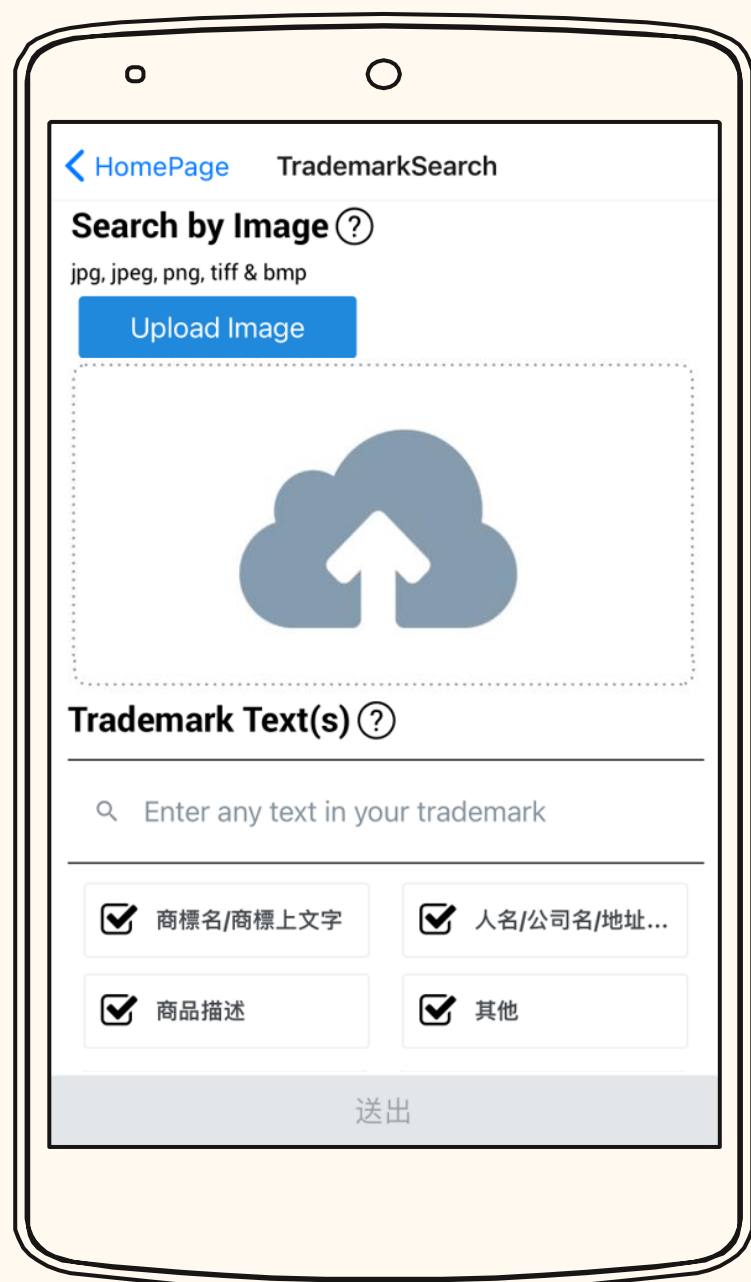 HomePage TrademarkSearch
Search by Image ?
jpg, jpeg, png, tiff & bmp
Upload Image
Trademark Text(s) ?
Enter any text in your trademark
商標名/商標上文字 人名/公司名/地址...
商品描述 其他
送出